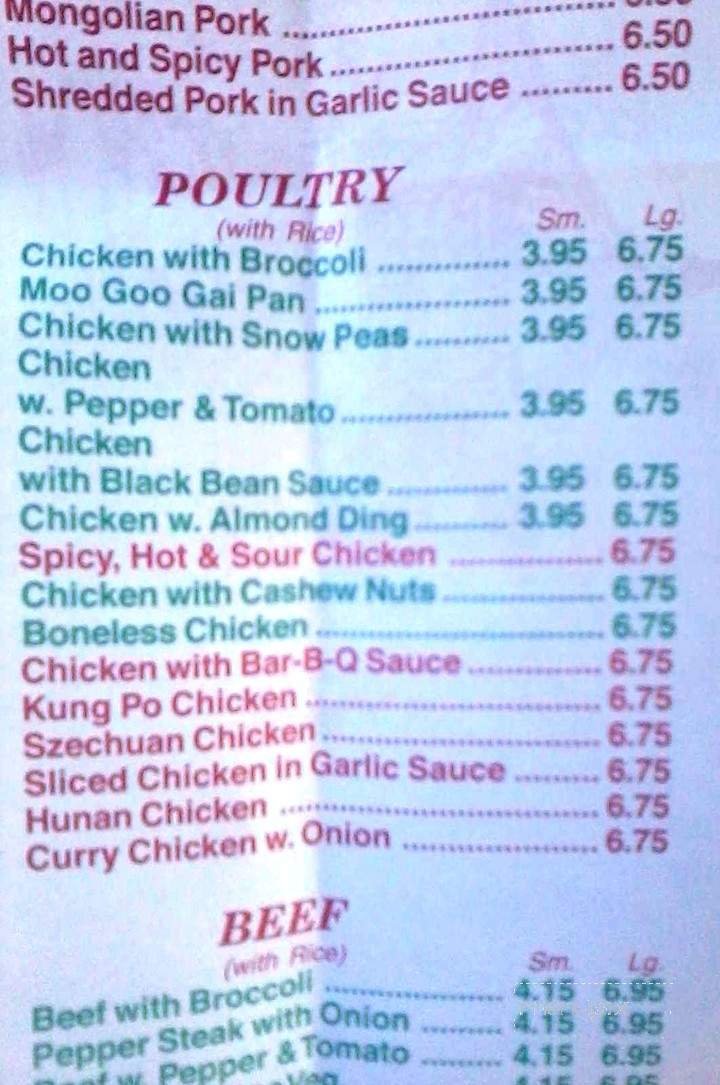 Mongolian Pork ..............................
Hot and Spicy Pork .............................. 6.50
Shredded Pork in Garlic Sauce ......... 6.50
POULTRY
(with Rice) Sm. Lg.
Chicken with Broccoli .............. 3.95 6.75
Moo Goo Gai Pan .................... 3.95 6.75
Chicken with Snow Peas .......... 3.95 6.75
Chicken
w. Pepper & Tomato ................. 3.95 6.75
Chicken
with Black Bean Sauce ............ 3.95 6.75
Chicken w. Almond Ding .......... 3.95 6.75
Spicy, Hot & Sour Chicken ................ 6.75
Chicken with Cashew Nuts ................ 6.75
Boneless Chicken .............................. 6.75
Chicken with Bar-B-Q Sauce .............. 6.75
Kung Po Chicken ............................... 6.75
Szechuan Chicken ............................. 6.75
Sliced Chicken in Garlic Sauce ......... 6.75
Hunan Chicken .................................. 6.75
Curry Chicken w. Onion .................... 6.75
BEEF
(with Rice) Sm. Lg.
Beef with Broccoli .................... 4.15 6.95
Pepper Steak with Onion ......... 4.15 6.95
Beef w. Pepper & Tomato ......... 4.15 6.95